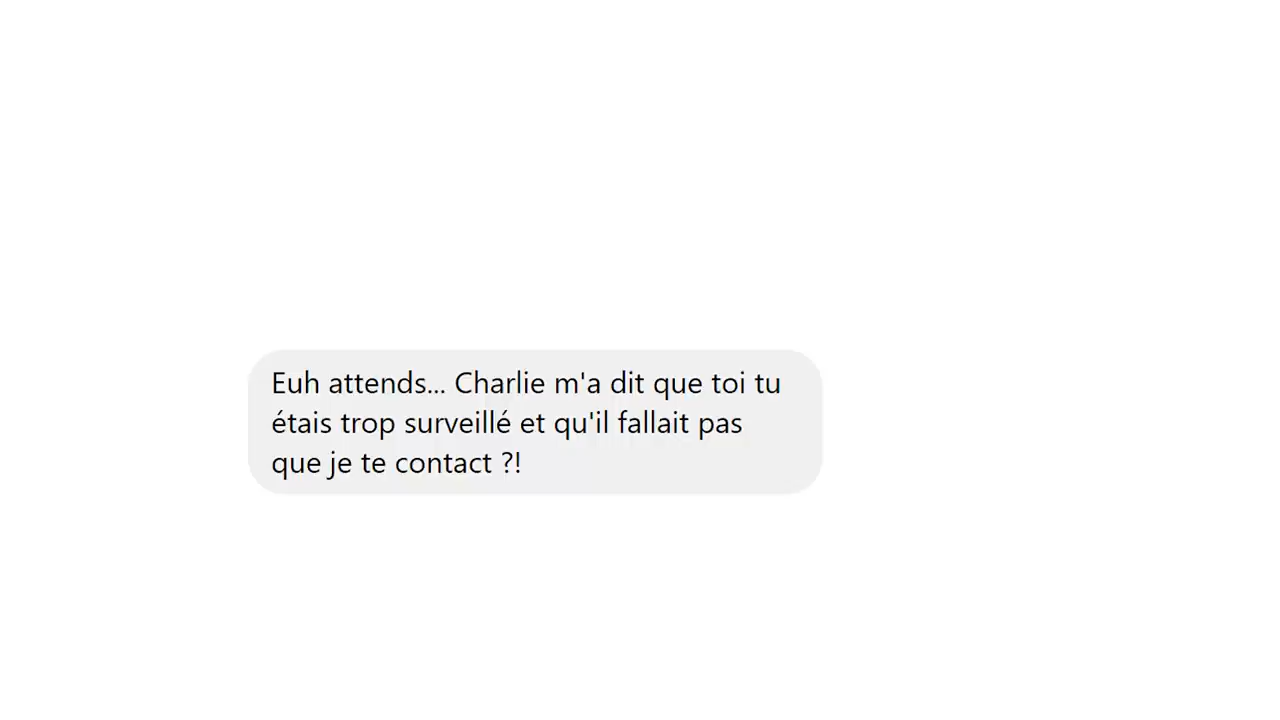 Euh attends... Charlie m'a dit que toi tu
étais trop surveillé et qu'il fallait pas
que je te contact ?!